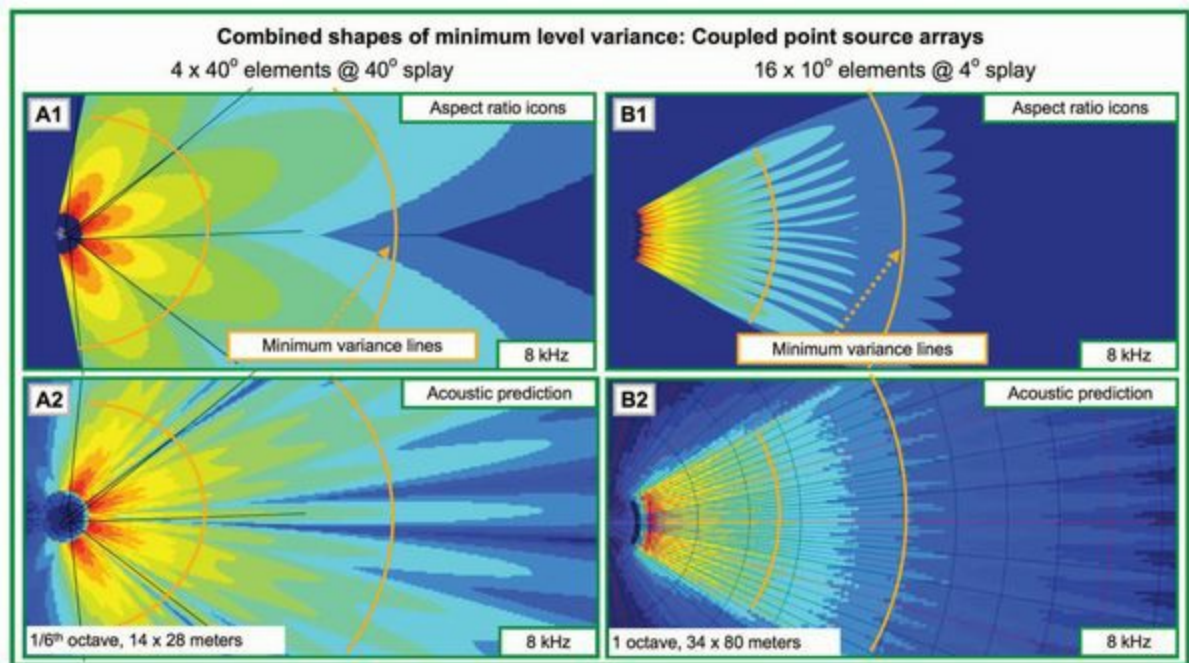 Combined shapes of minimum level variance: Coupled point source arrays
4 x 40° elements @ 40° splay
16 x 10° elements @ 4° splay
A1
Aspect ratio icons
B1
Aspect ratio icons
Minimum variance lines
8 kHz
Minimum variance lines
8 kHz
A2
Acoustic prediction
B2
Acoustic prediction
1/6th octave, 14 x 28 meters
8 kHz
1 octave, 34 x 80 meters
8 kHz